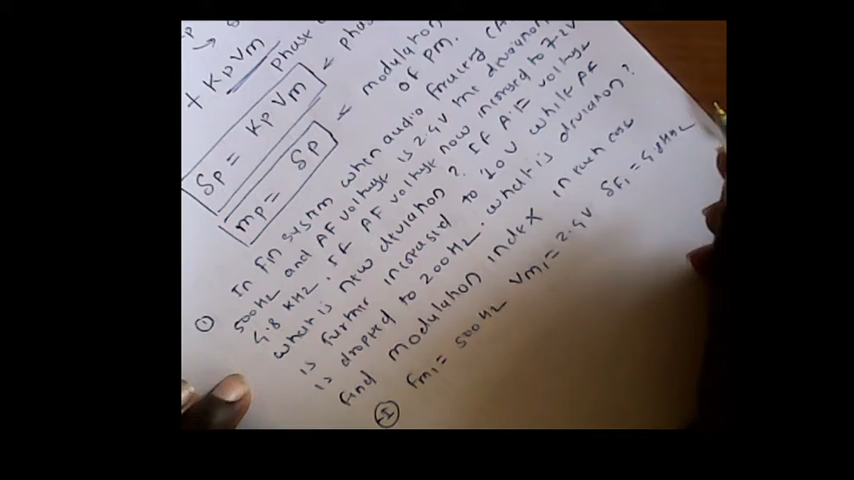 + KpVm
phase
δp = KpVm
mp = δp
modulation
of PM.
① In FM system when audio frequency (A
500Hz and AF voltage is 2.4V the deviation
4.8 KHz. If AF voltage now incresed to 7.2V
what is new deviation? If AF voltage
is further increased to 10V while AF
is dropped to 200Hz. what is deviation?
Find modulation index in each case
Ⓘ Fm1 = 500Hz Vm1 = 2.4V δF1 = 4.8KHz